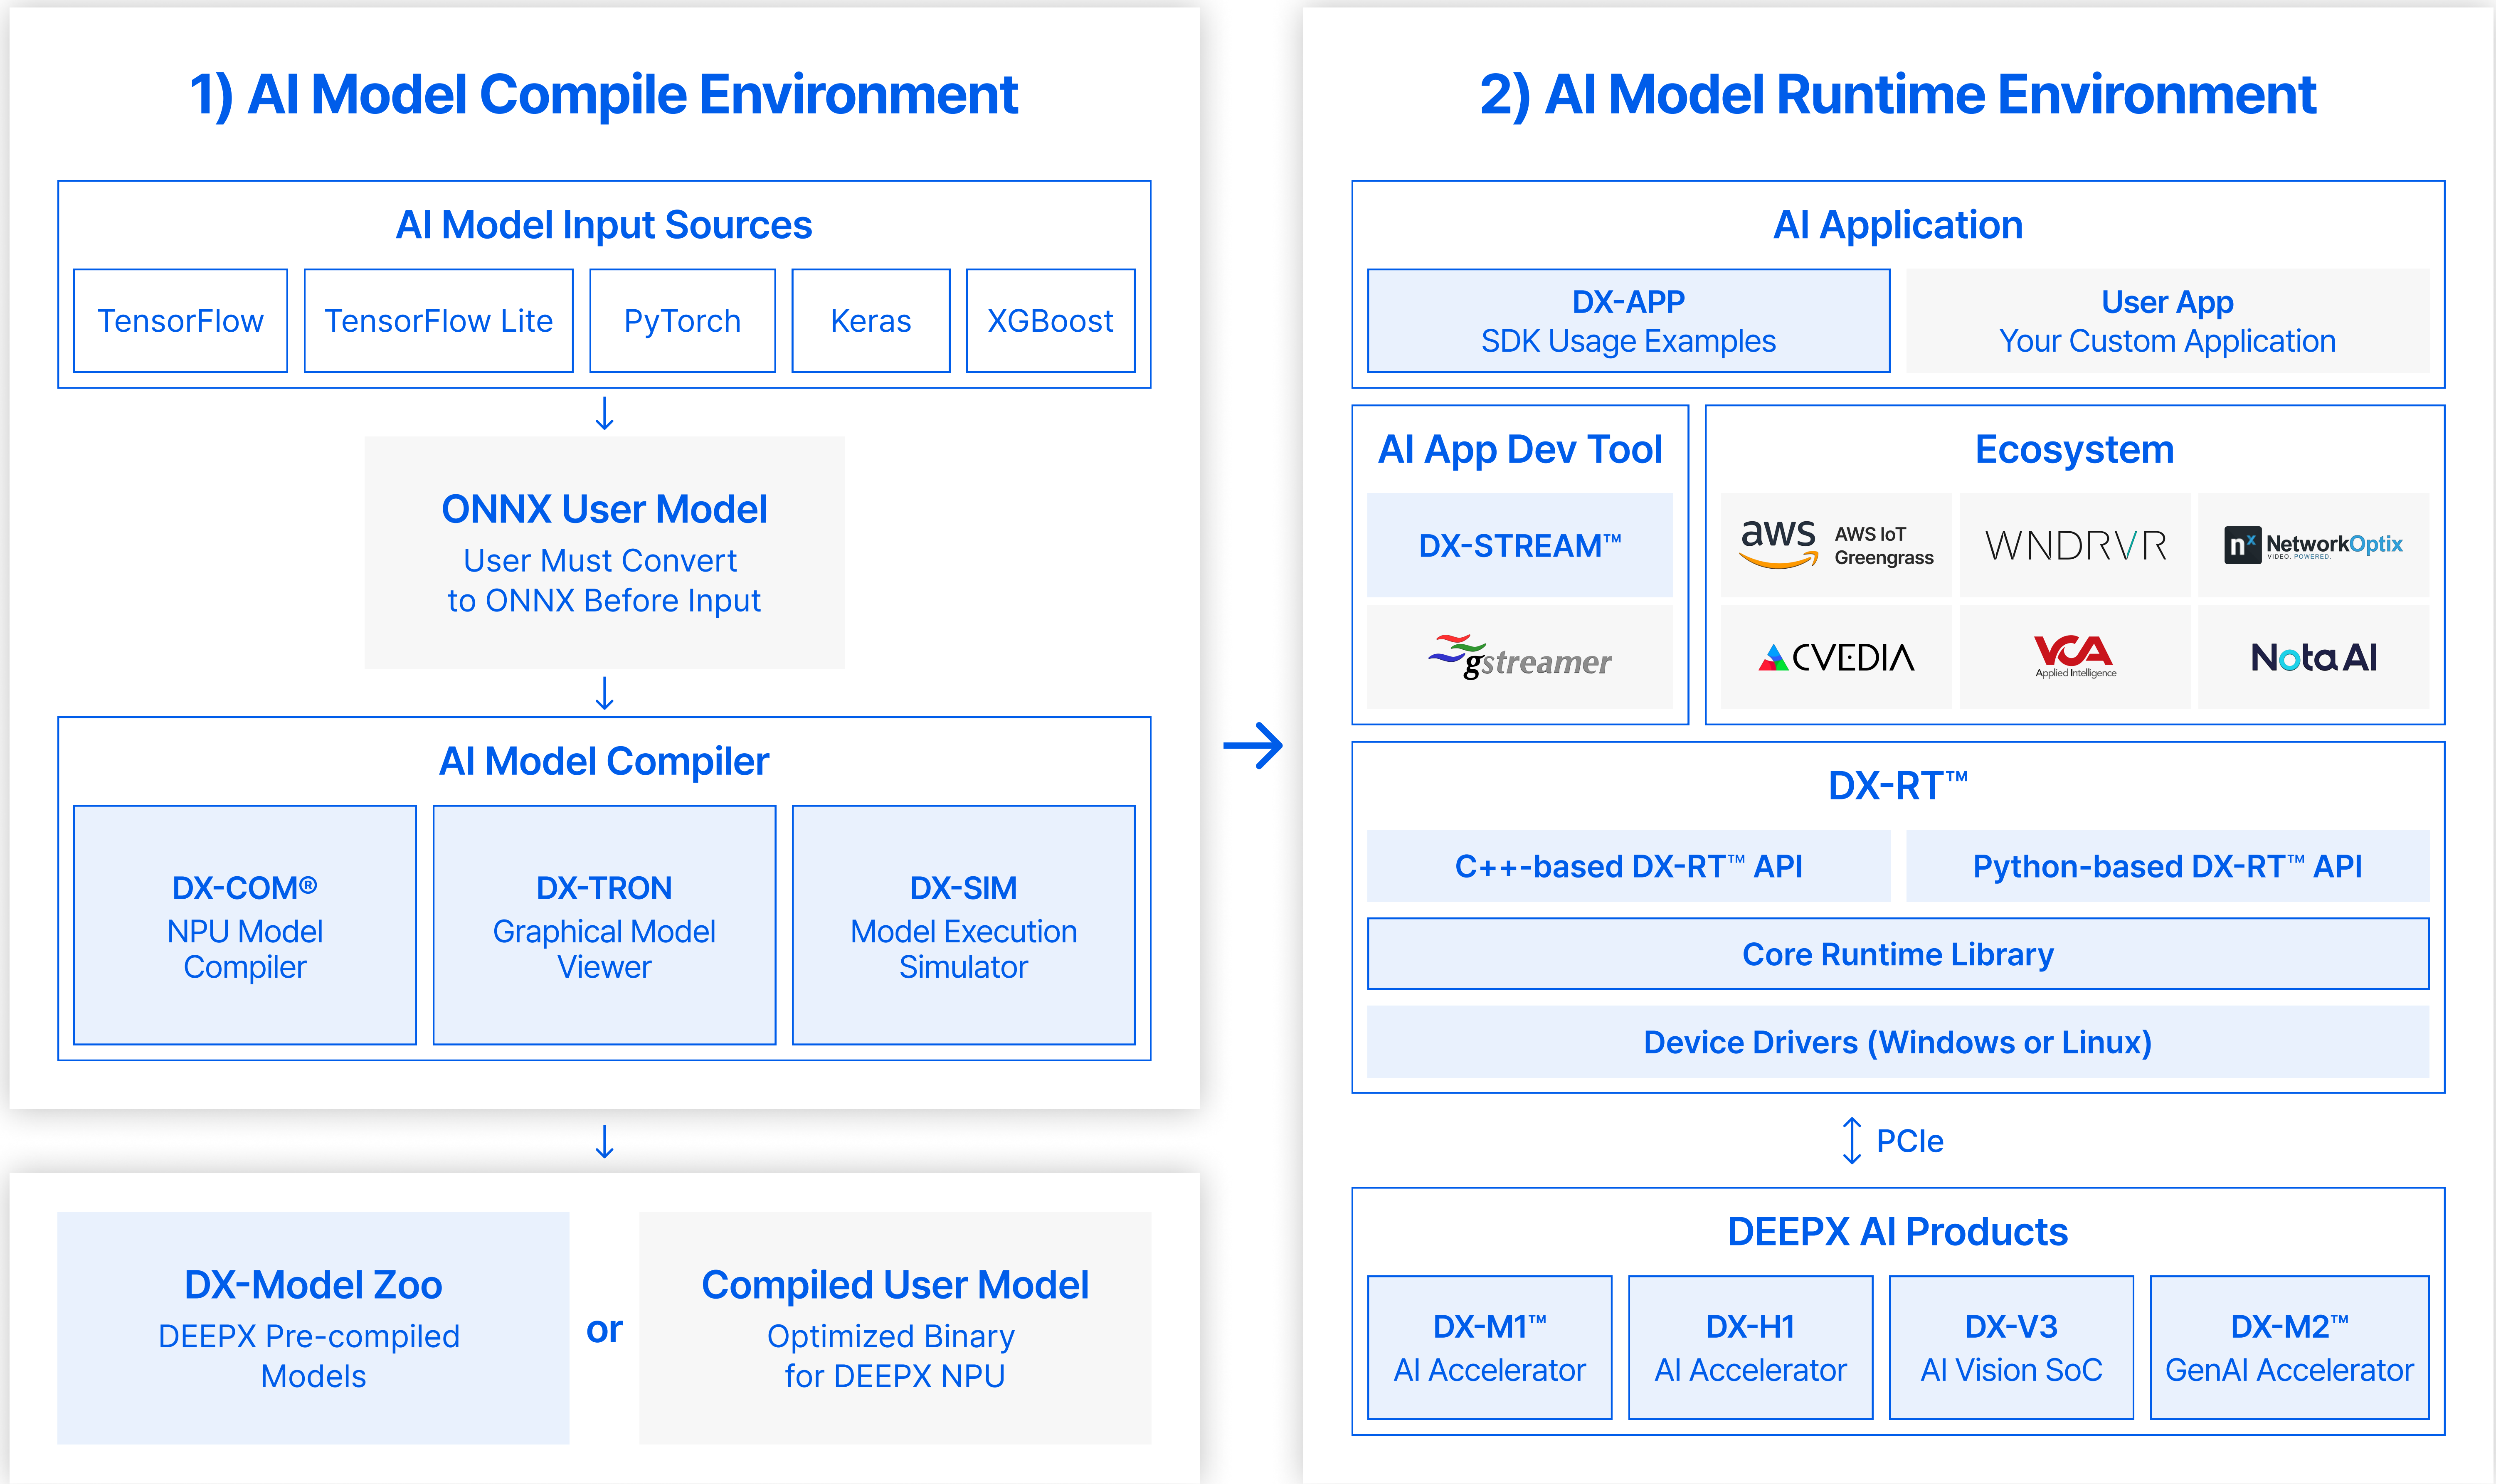 1) AI Model Compile Environment
AI Model Input Sources
TensorFlow
TensorFlow Lite
PyTorch
Keras
XGBoost
ONNX User Model
User Must Convert
to ONNX Before Input
AI Model Compiler
DX-COM®
NPU Model
Compiler
DX-TRON
Graphical Model
Viewer
DX-SIM
Model Execution
Simulator
DX-Model Zoo
DEEPX Pre-compiled
Models
or
Compiled User Model
Optimized Binary
for DEEPX NPU
2) AI Model Runtime Environment
AI Application
DX-APP
SDK Usage Examples
User App
Your Custom Application
AI App Dev Tool
DX-STREAM™
gstreamer
Ecosystem
aws
AWS IoT
Greengrass
WNDRVR
nx
NetworkOptix
VIDEO. POWERED.
CVEDIA
VCA
Applied Intelligence
Nota AI
DX-RT™
C++-based DX-RT™ API
Python-based DX-RT™ API
Core Runtime Library
Device Drivers (Windows or Linux)
PCIe
DEEPX AI Products
DX-M1™
AI Accelerator
DX-H1
AI Accelerator
DX-V3
AI Vision SoC
DX-M2™
GenAI Accelerator